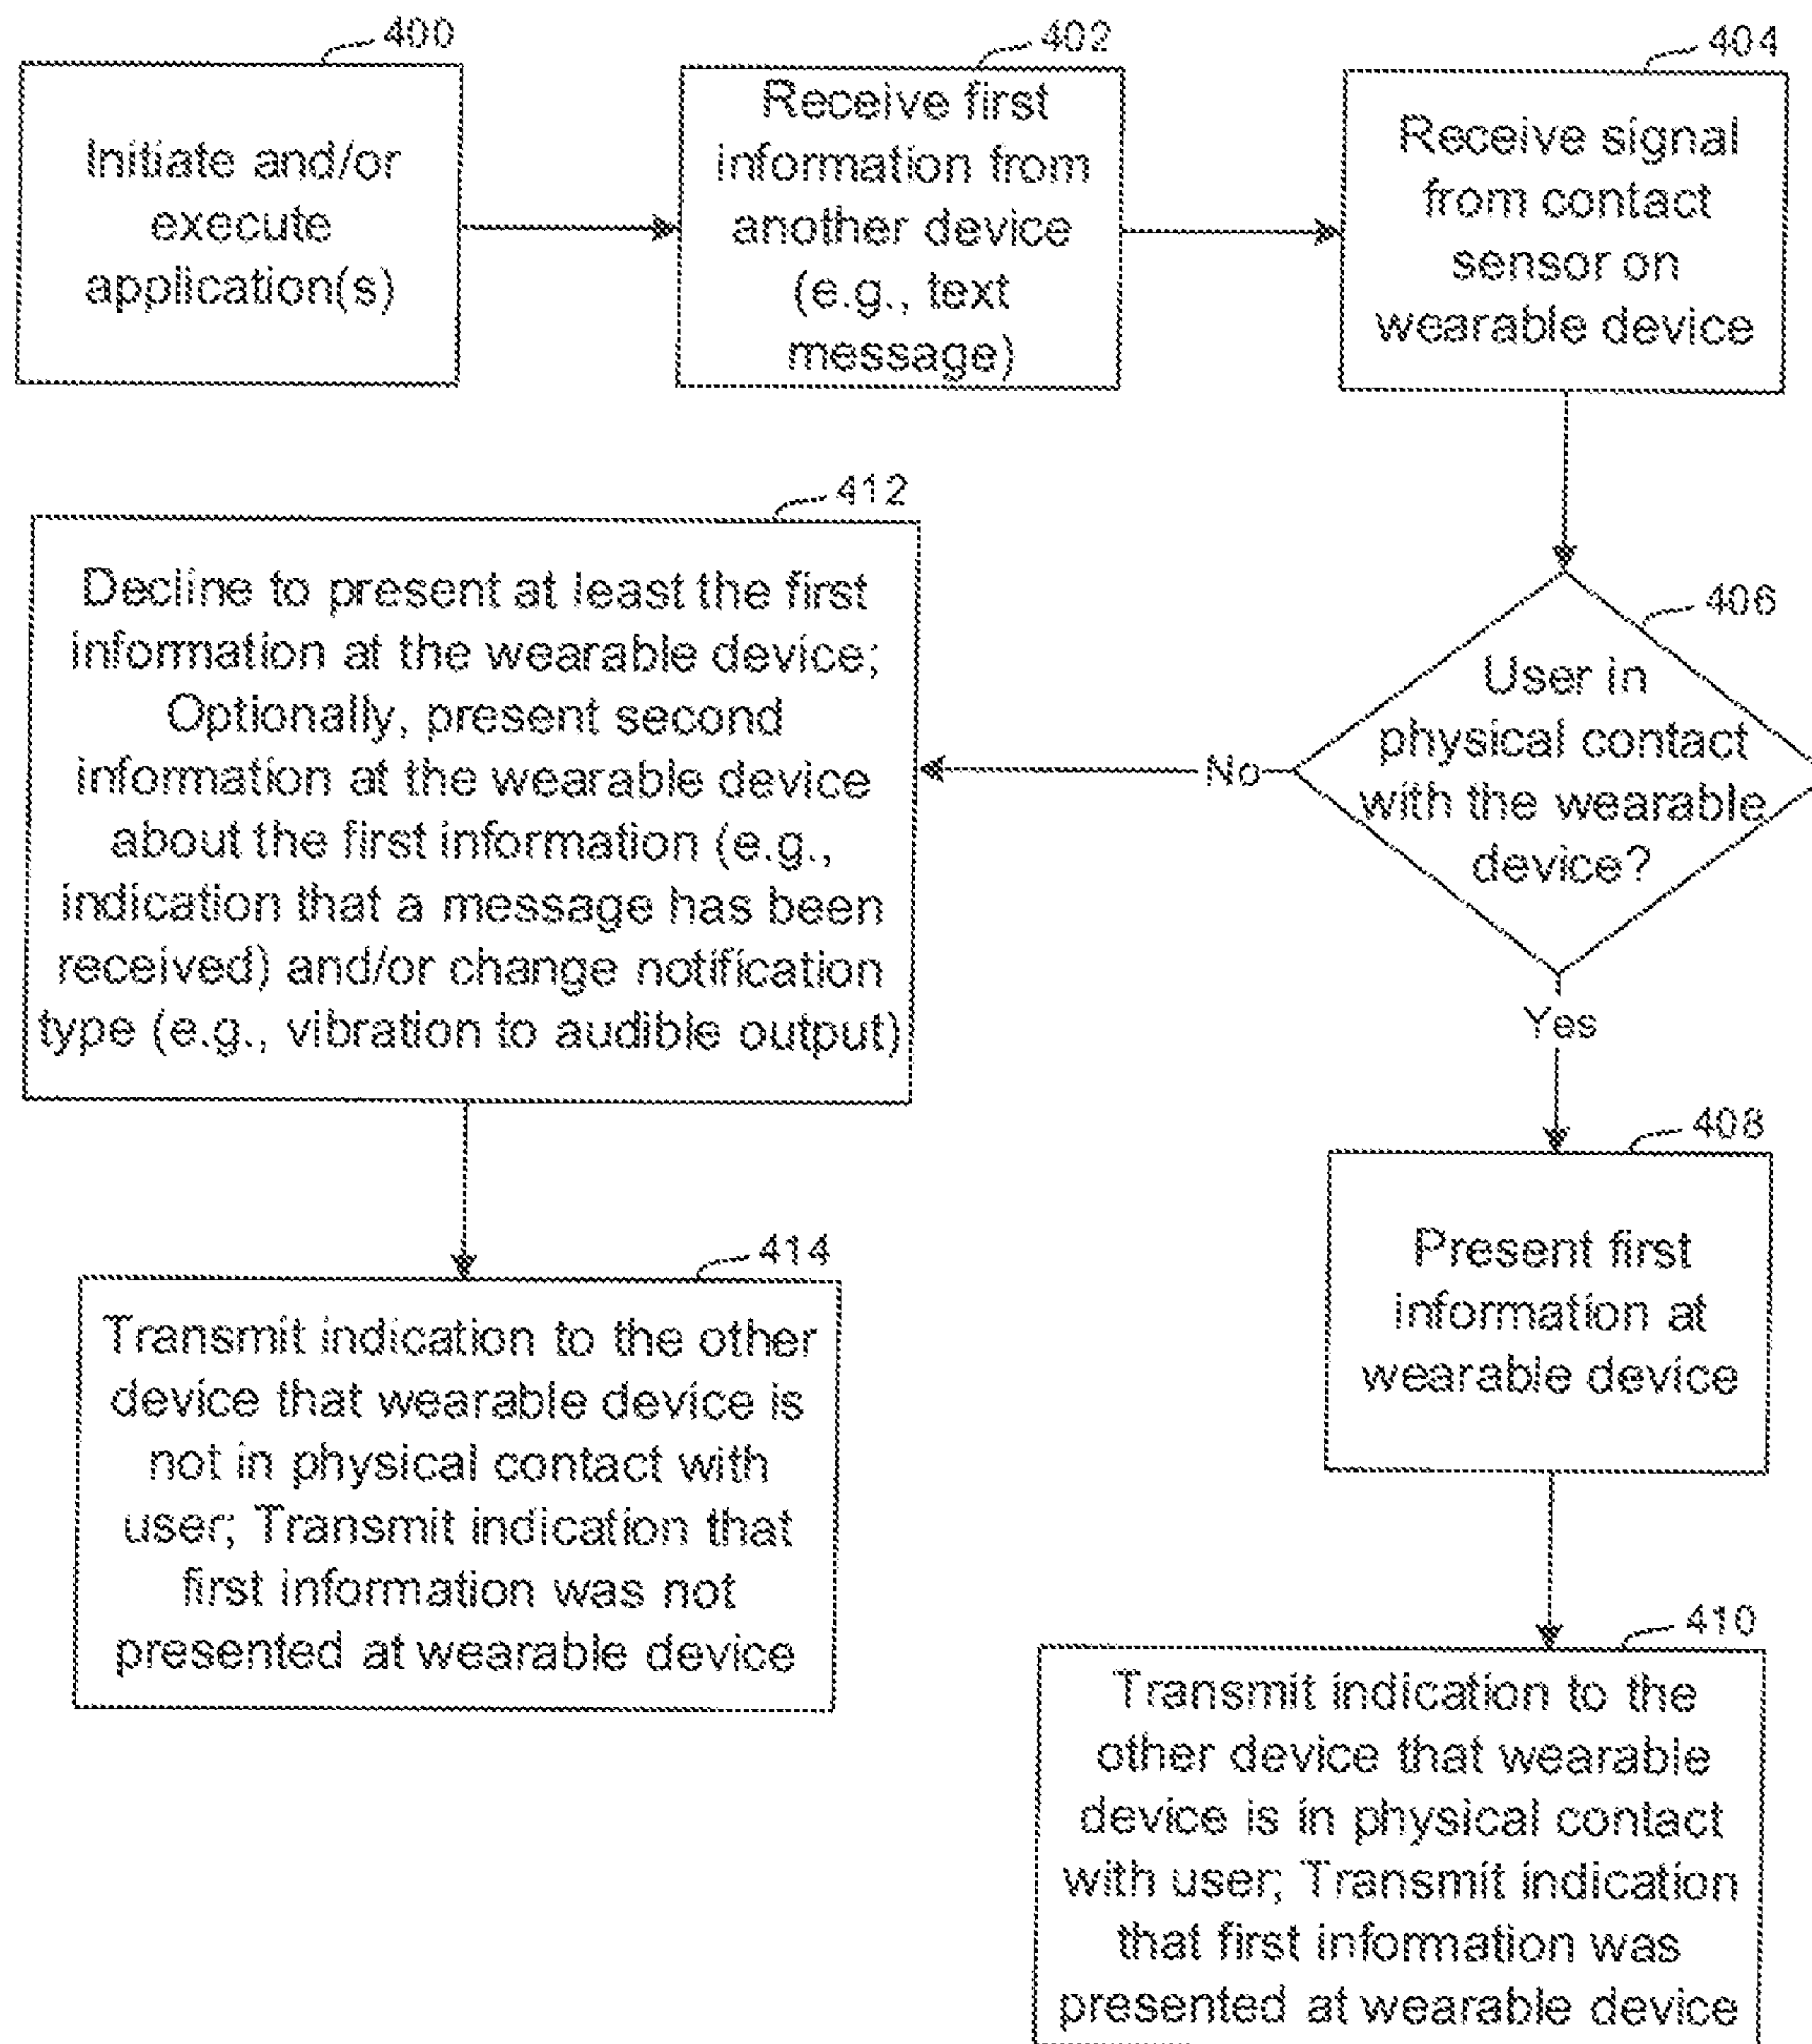 400
Initiate and/or
execute
application(s)
402
Receive first
information from
another device
(e.g., text
message)
404
Receive signal
from contact
sensor on
wearable device
406
User in
physical contact
with the wearable
device?
No
Yes
412
Decline to present at least the first
information at the wearable device;
Optionally, present second
information at the wearable device
about the first information (e.g.,
indication that a message has been
received) and/or change notification
type (e.g., vibration to audible output)
414
Transmit indication to the other
device that wearable device is
not in physical contact with
user; Transmit indication that
first information was not
presented at wearable device
408
Present first
information at
wearable device
410
Transmit indication to the
other device that wearable
device is in physical contact
with user; Transmit indication
that first information was
presented at wearable device